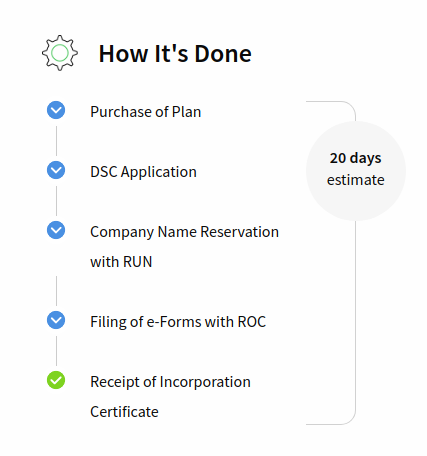 How It's Done
Purchase of Plan
DSC Application
Company Name Reservation
with RUN
Filing of e-Forms with ROC
Receipt of Incorporation
Certificate
20 days
estimate